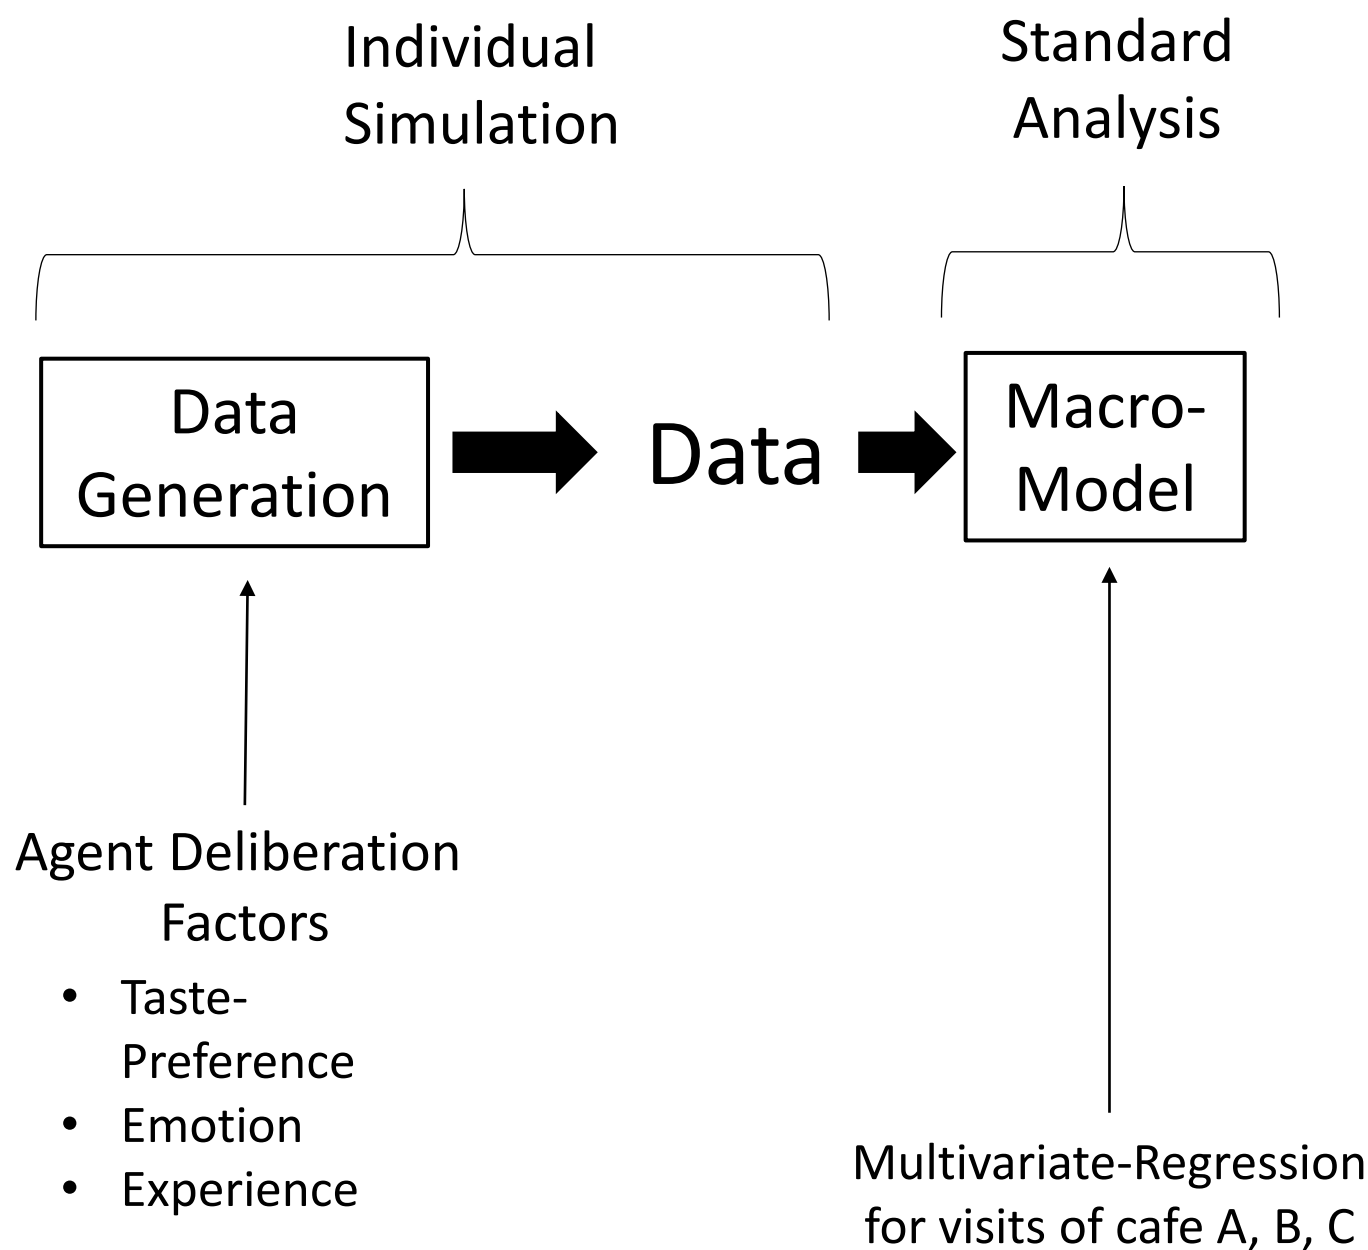 Individual
Simulation
Standard
Analysis
Data
Generation
Data
Macro-
Model
Agent Deliberation
Factors
• Taste-
Preference
• Emotion
• Experience
Multivariate-Regression
for visits of cafe A, B, C